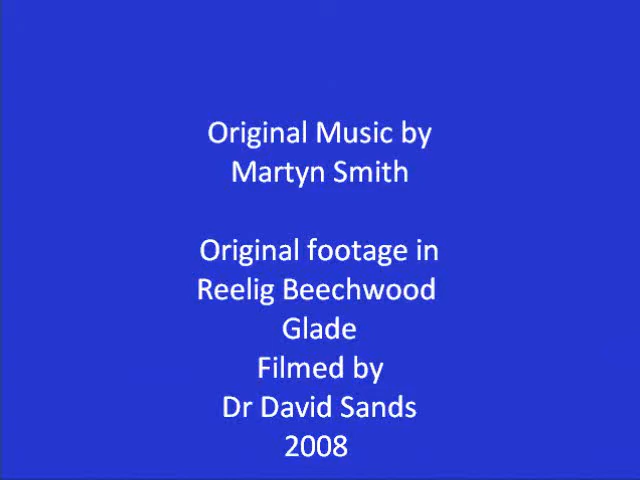 Original Music by
Martyn Smith
Original footage in
Reelig Beechwood
Glade
Filmed by
Dr David Sands
2008